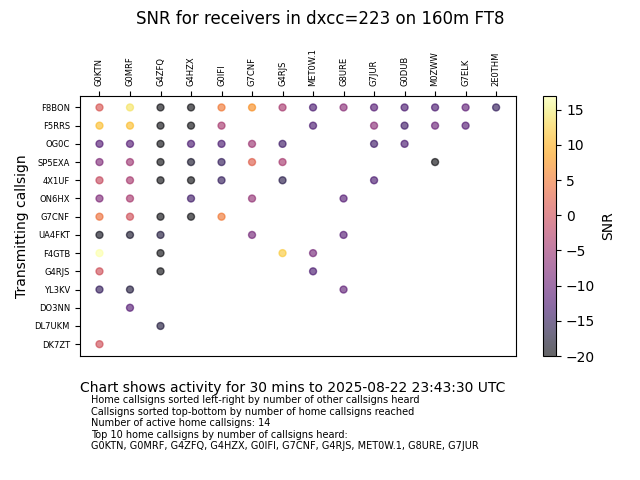 SNR for receivers in dxcc=223 on 160m FT8
G0KTN G0MRF G4ZFQ G4HZX G0IFI G7CNF G4RJS MET0W.1 G8URE G7JUR G0DUB M0ZWW G7ELK 2E0THM
Transmitting callsign
F8BON
F5RRS
OG0C
SP5EXA
4X1UF
ON6HX
G7CNF
UA4FKT
F4GTB
G4RJS
YL3KV
DO3NN
DL7UKM
DK7ZT
15
10
5
0
−5
−10
−15
−20
SNR
Chart shows activity for 30 mins to 2025-08-22 23:43:30 UTC
Home callsigns sorted left-right by number of other callsigns heard
Callsigns sorted top-bottom by number of home callsigns reached
Number of active home callsigns: 14
Top 10 home callsigns by number of callsigns heard:
G0KTN, G0MRF, G4ZFQ, G4HZX, G0IFI, G7CNF, G4RJS, MET0W.1, G8URE, G7JUR